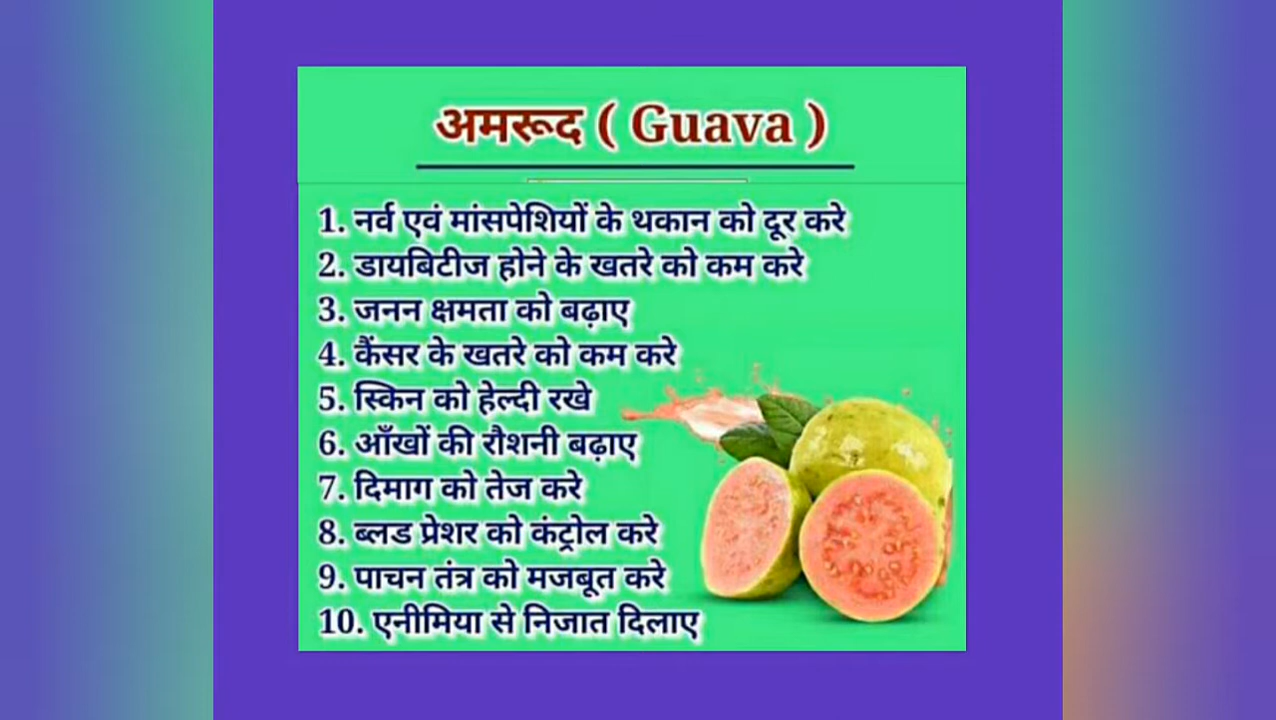 अमरूद ( Guava )
1. नर्व एवं मांसपेशियों के थकान को दूर करे
2. डायबिटीज होने के खतरे को कम करे
3. जनन क्षमता को बढ़ाए
4. कैंसर के खतरे को कम करे
5. स्किन को हेल्दी रखे
6. आँखों की रौशनी बढ़ाए
7. दिमाग को तेज करे
8. ब्लड प्रेशर को कंट्रोल करे
9. पाचन तंत्र को मजबूत करे
10. एनीमिया से निजात दिलाए